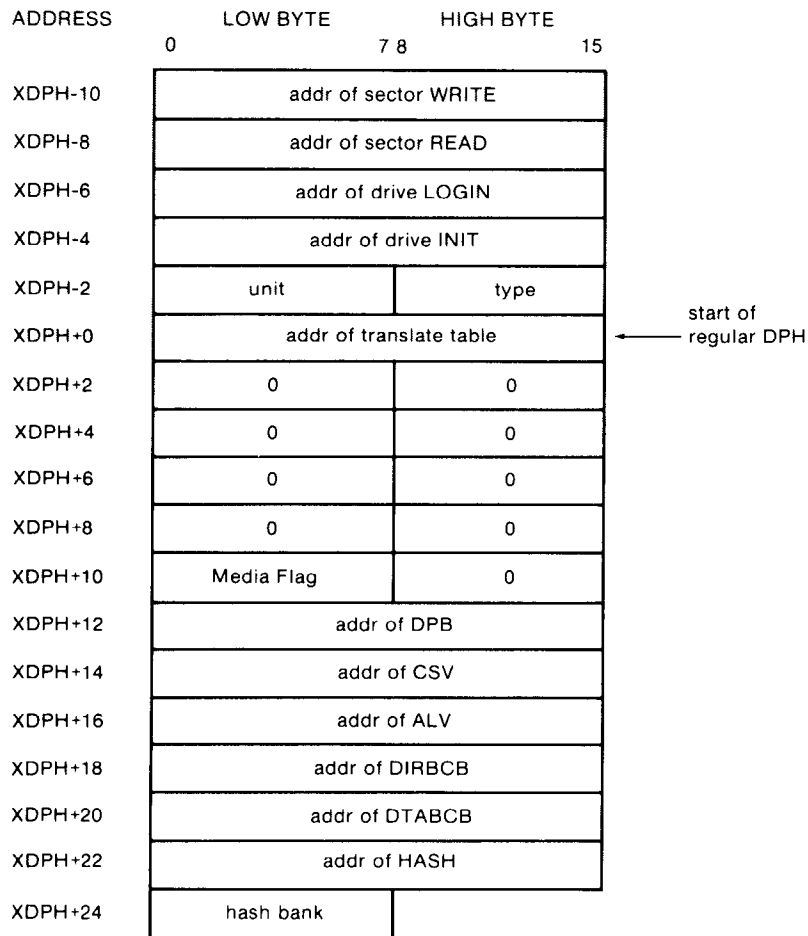 ADDRESS LOW BYTE HIGH BYTE
0 7 8 15
XDPH-10 addr of sector WRITE
XDPH-8 addr of sector READ
XDPH-6 addr of drive LOGIN
XDPH-4 addr of drive INIT
XDPH-2 unit type
XDPH+0 addr of translate table
start of
regular DPH
XDPH+2 0 0
XDPH+4 0 0
XDPH+6 0 0
XDPH+8 0 0
XDPH+10 Media Flag 0
XDPH+12 addr of DPB
XDPH+14 addr of CSV
XDPH+16 addr of ALV
XDPH+18 addr of DIRBCB
XDPH+20 addr of DTABCB
XDPH+22 addr of HASH
XDPH+24 hash bank